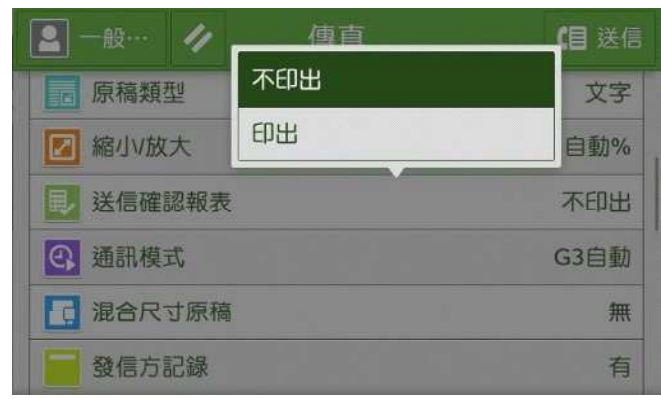 一般…
傳真
送信
不印出
印出
原稿類型
文字
縮小/放大
自動%
送信確認報表
不印出
通訊模式
G3自動
混合尺寸原稿
無
發信方記錄
有